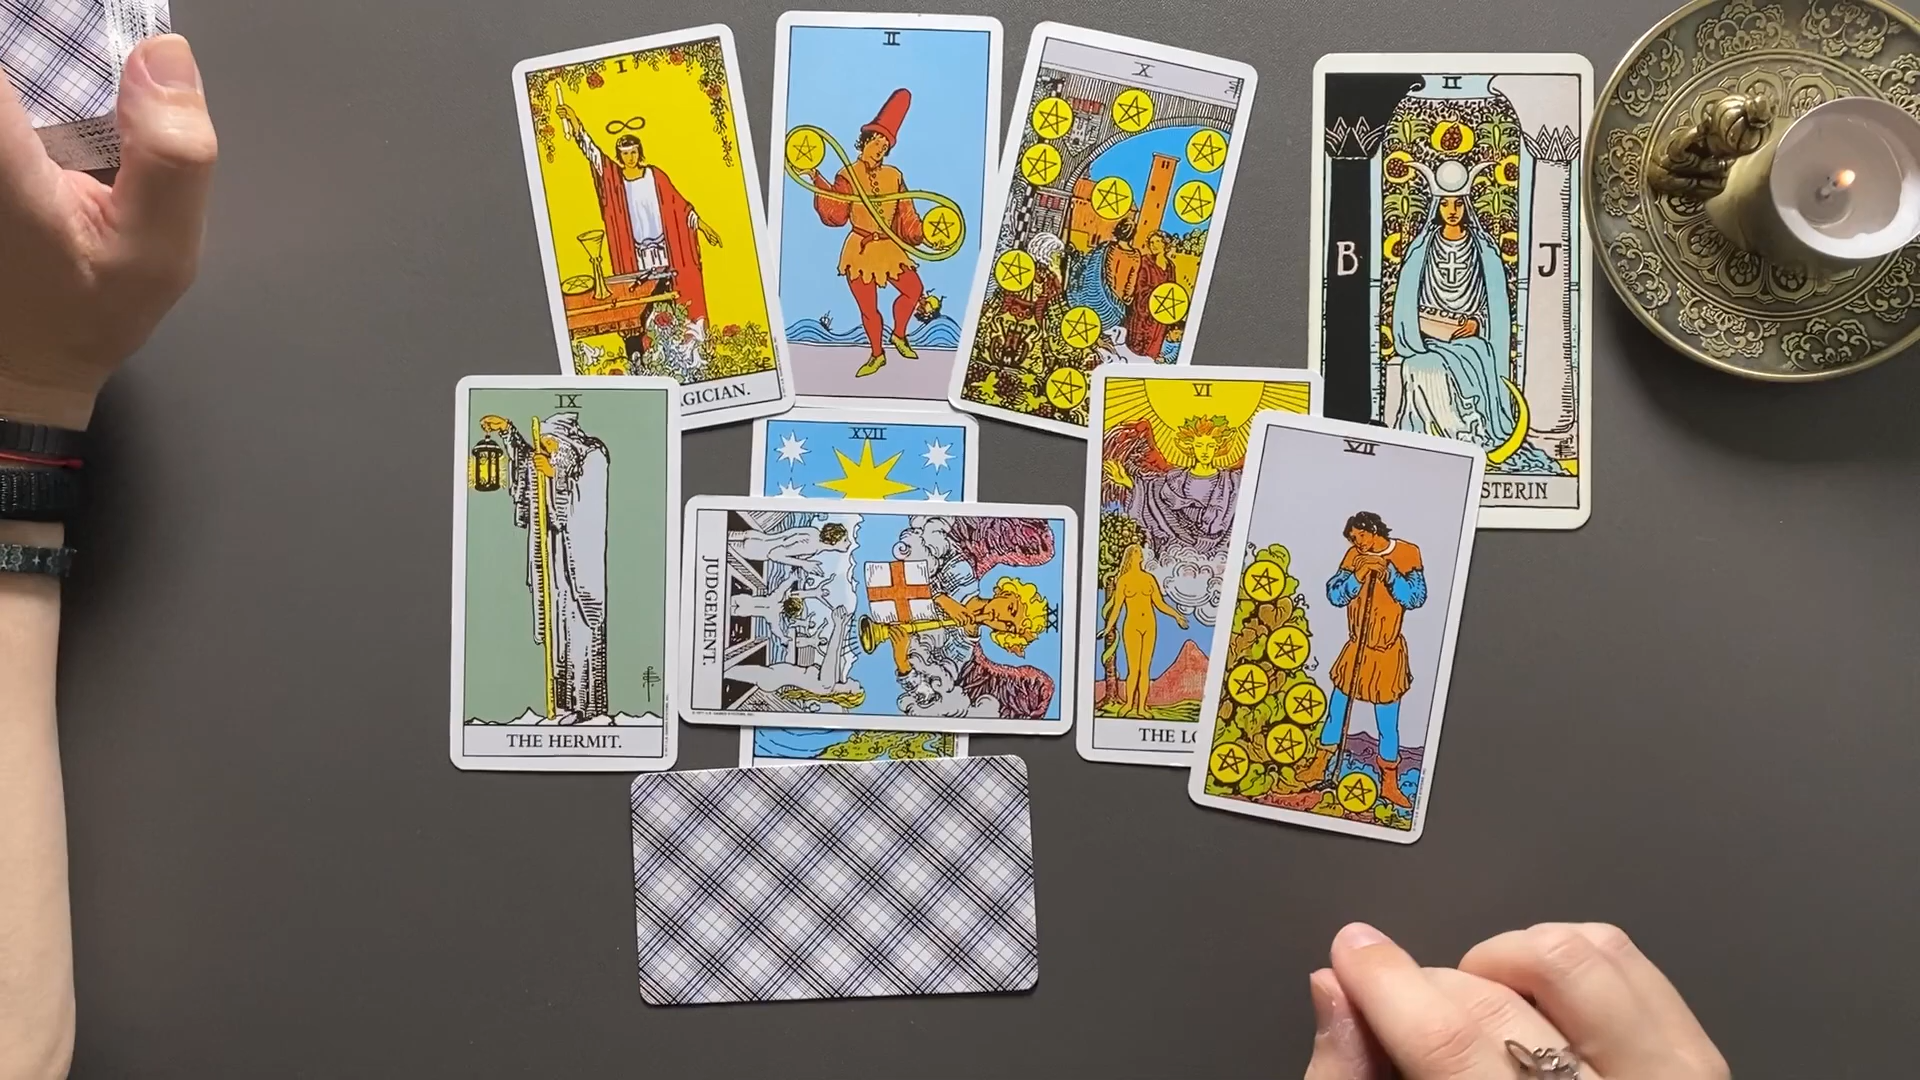 I
II
X
II
B
J
AGICIAN.
IX
XVII
VI
VII
STERIN
JUDGEMENT.
XX
THE HERMIT.
THE LO